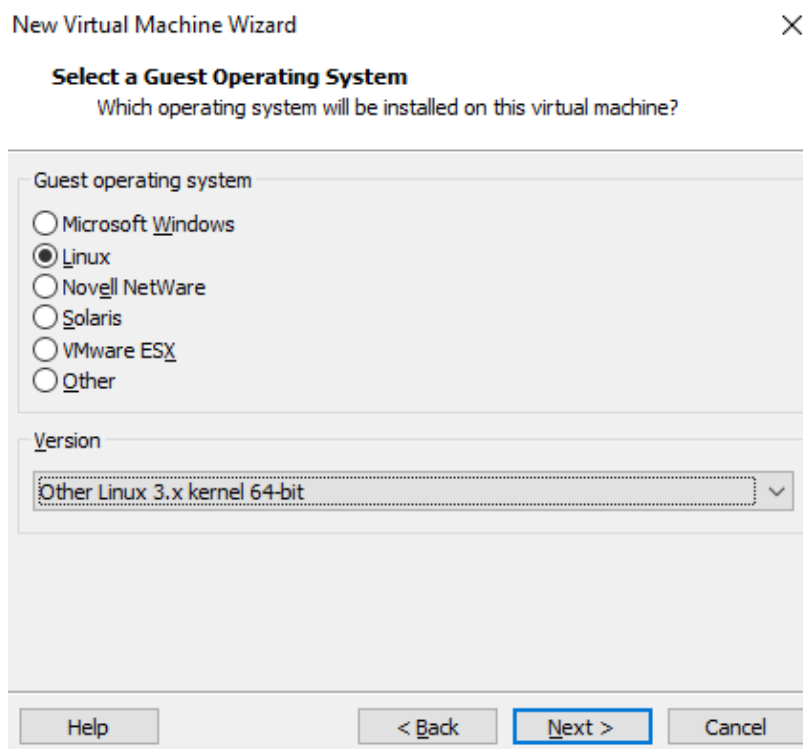 New Virtual Machine Wizard
Select a Guest Operating System
Which operating system will be installed on this virtual machine?
Guest operating system
Microsoft Windows
Linux
Novell NetWare
Solaris
VMware ESX
Other
Version
Other Linux 3.x kernel 64-bit
Help
< Back
Next >
Cancel